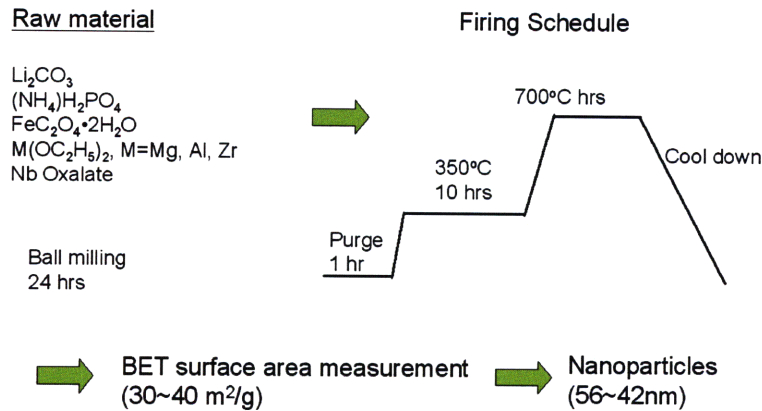 Raw material
Li₂CO₃
(NH₄)H₂PO₄
FeC₂O₄•2H₂O
M(OC₂H₅)₂, M=Mg, Al, Zr
Nb Oxalate
Ball milling
24 hrs
Firing Schedule
700°C hrs
350°C
10 hrs
Cool down
Purge
1 hr
BET surface area measurement
(30~40 m²/g)
Nanoparticles
(56~42nm)